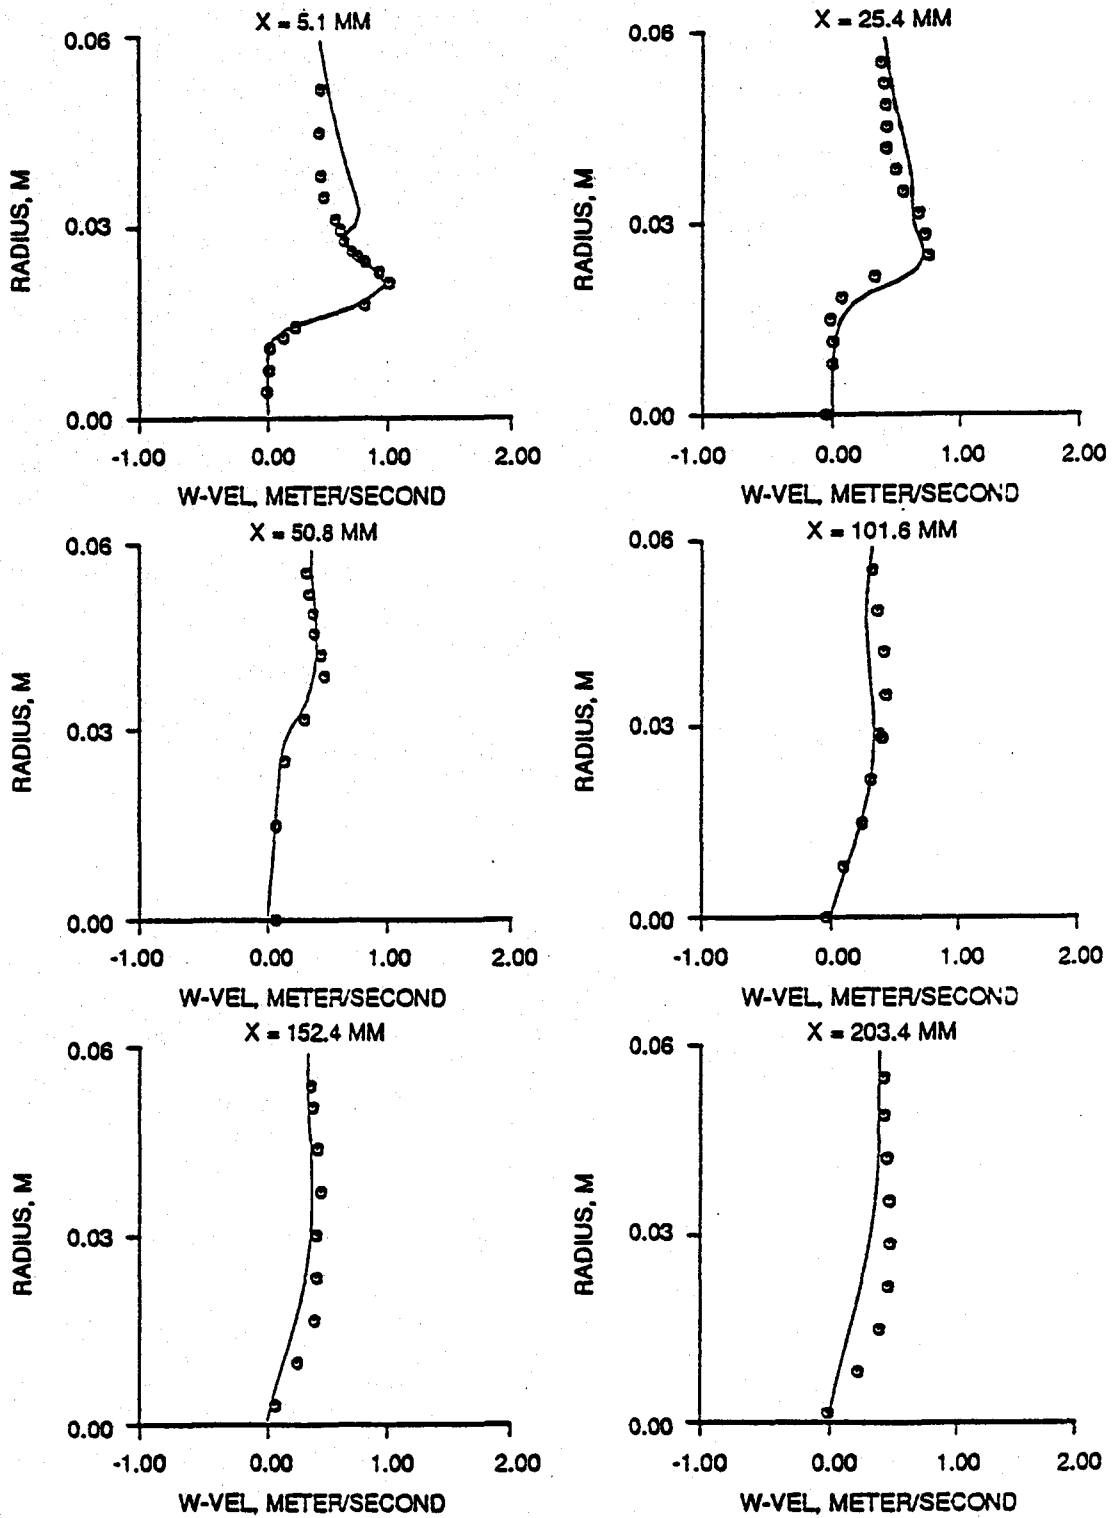 X = 5.1 MM
0.06
RADIUS, M
0.03
0.00
-1.00 0.00 1.00 2.00
W-VEL, METER/SECOND
X = 25.4 MM
0.06
RADIUS, M
0.03
0.00
-1.00 0.00 1.00 2.00
W-VEL, METER/SECOND
X = 50.8 MM
0.06
RADIUS, M
0.03
0.00
-1.00 0.00 1.00 2.00
W-VEL, METER/SECOND
X = 101.6 MM
0.06
RADIUS, M
0.03
0.00
-1.00 0.00 1.00 2.00
W-VEL, METER/SECOND
X = 152.4 MM
0.06
RADIUS, M
0.03
0.00
-1.00 0.00 1.00 2.00
W-VEL, METER/SECOND
X = 203.4 MM
0.06
RADIUS, M
0.03
0.00
-1.00 0.00 1.00 2.00
W-VEL, METER/SECOND